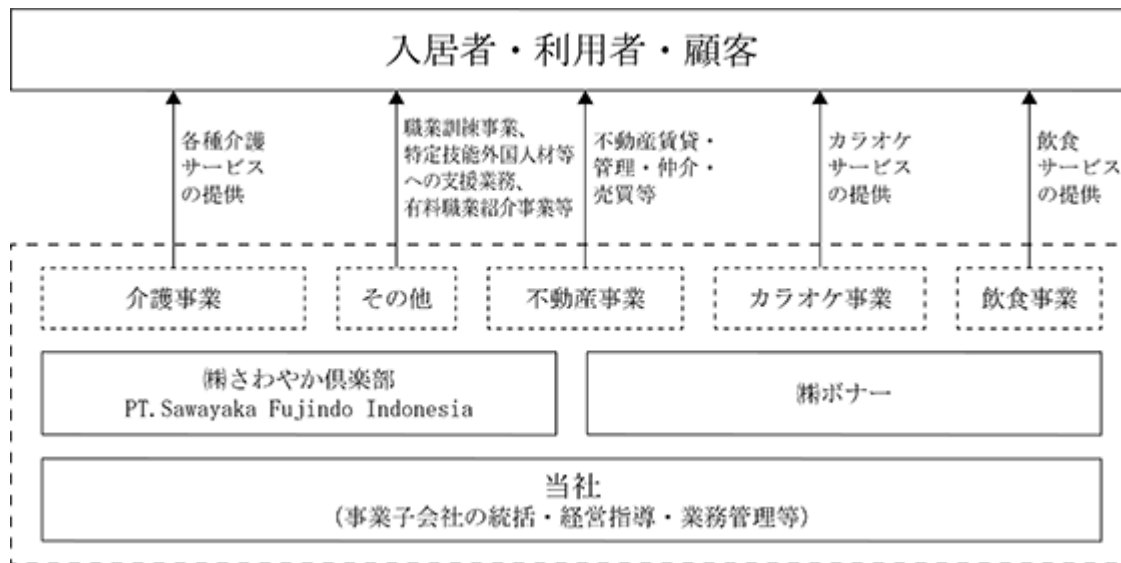 入居者・利用者・顧客
各種介護
サービス
の提供
職業訓練事業、
特定技能外国人材等
への支援業務、
有料職業紹介事業等
不動産賃貸・
管理・仲介・
売買等
カラオケ
サービス
の提供
飲食
サービス
の提供
介護事業
その他
不動産事業
カラオケ事業
飲食事業
㈱さわやか倶楽部
PT.Sawayaka Fujindo Indonesia
㈱ボナー
当社
(事業子会社の統括・経営指導・業務管理等)